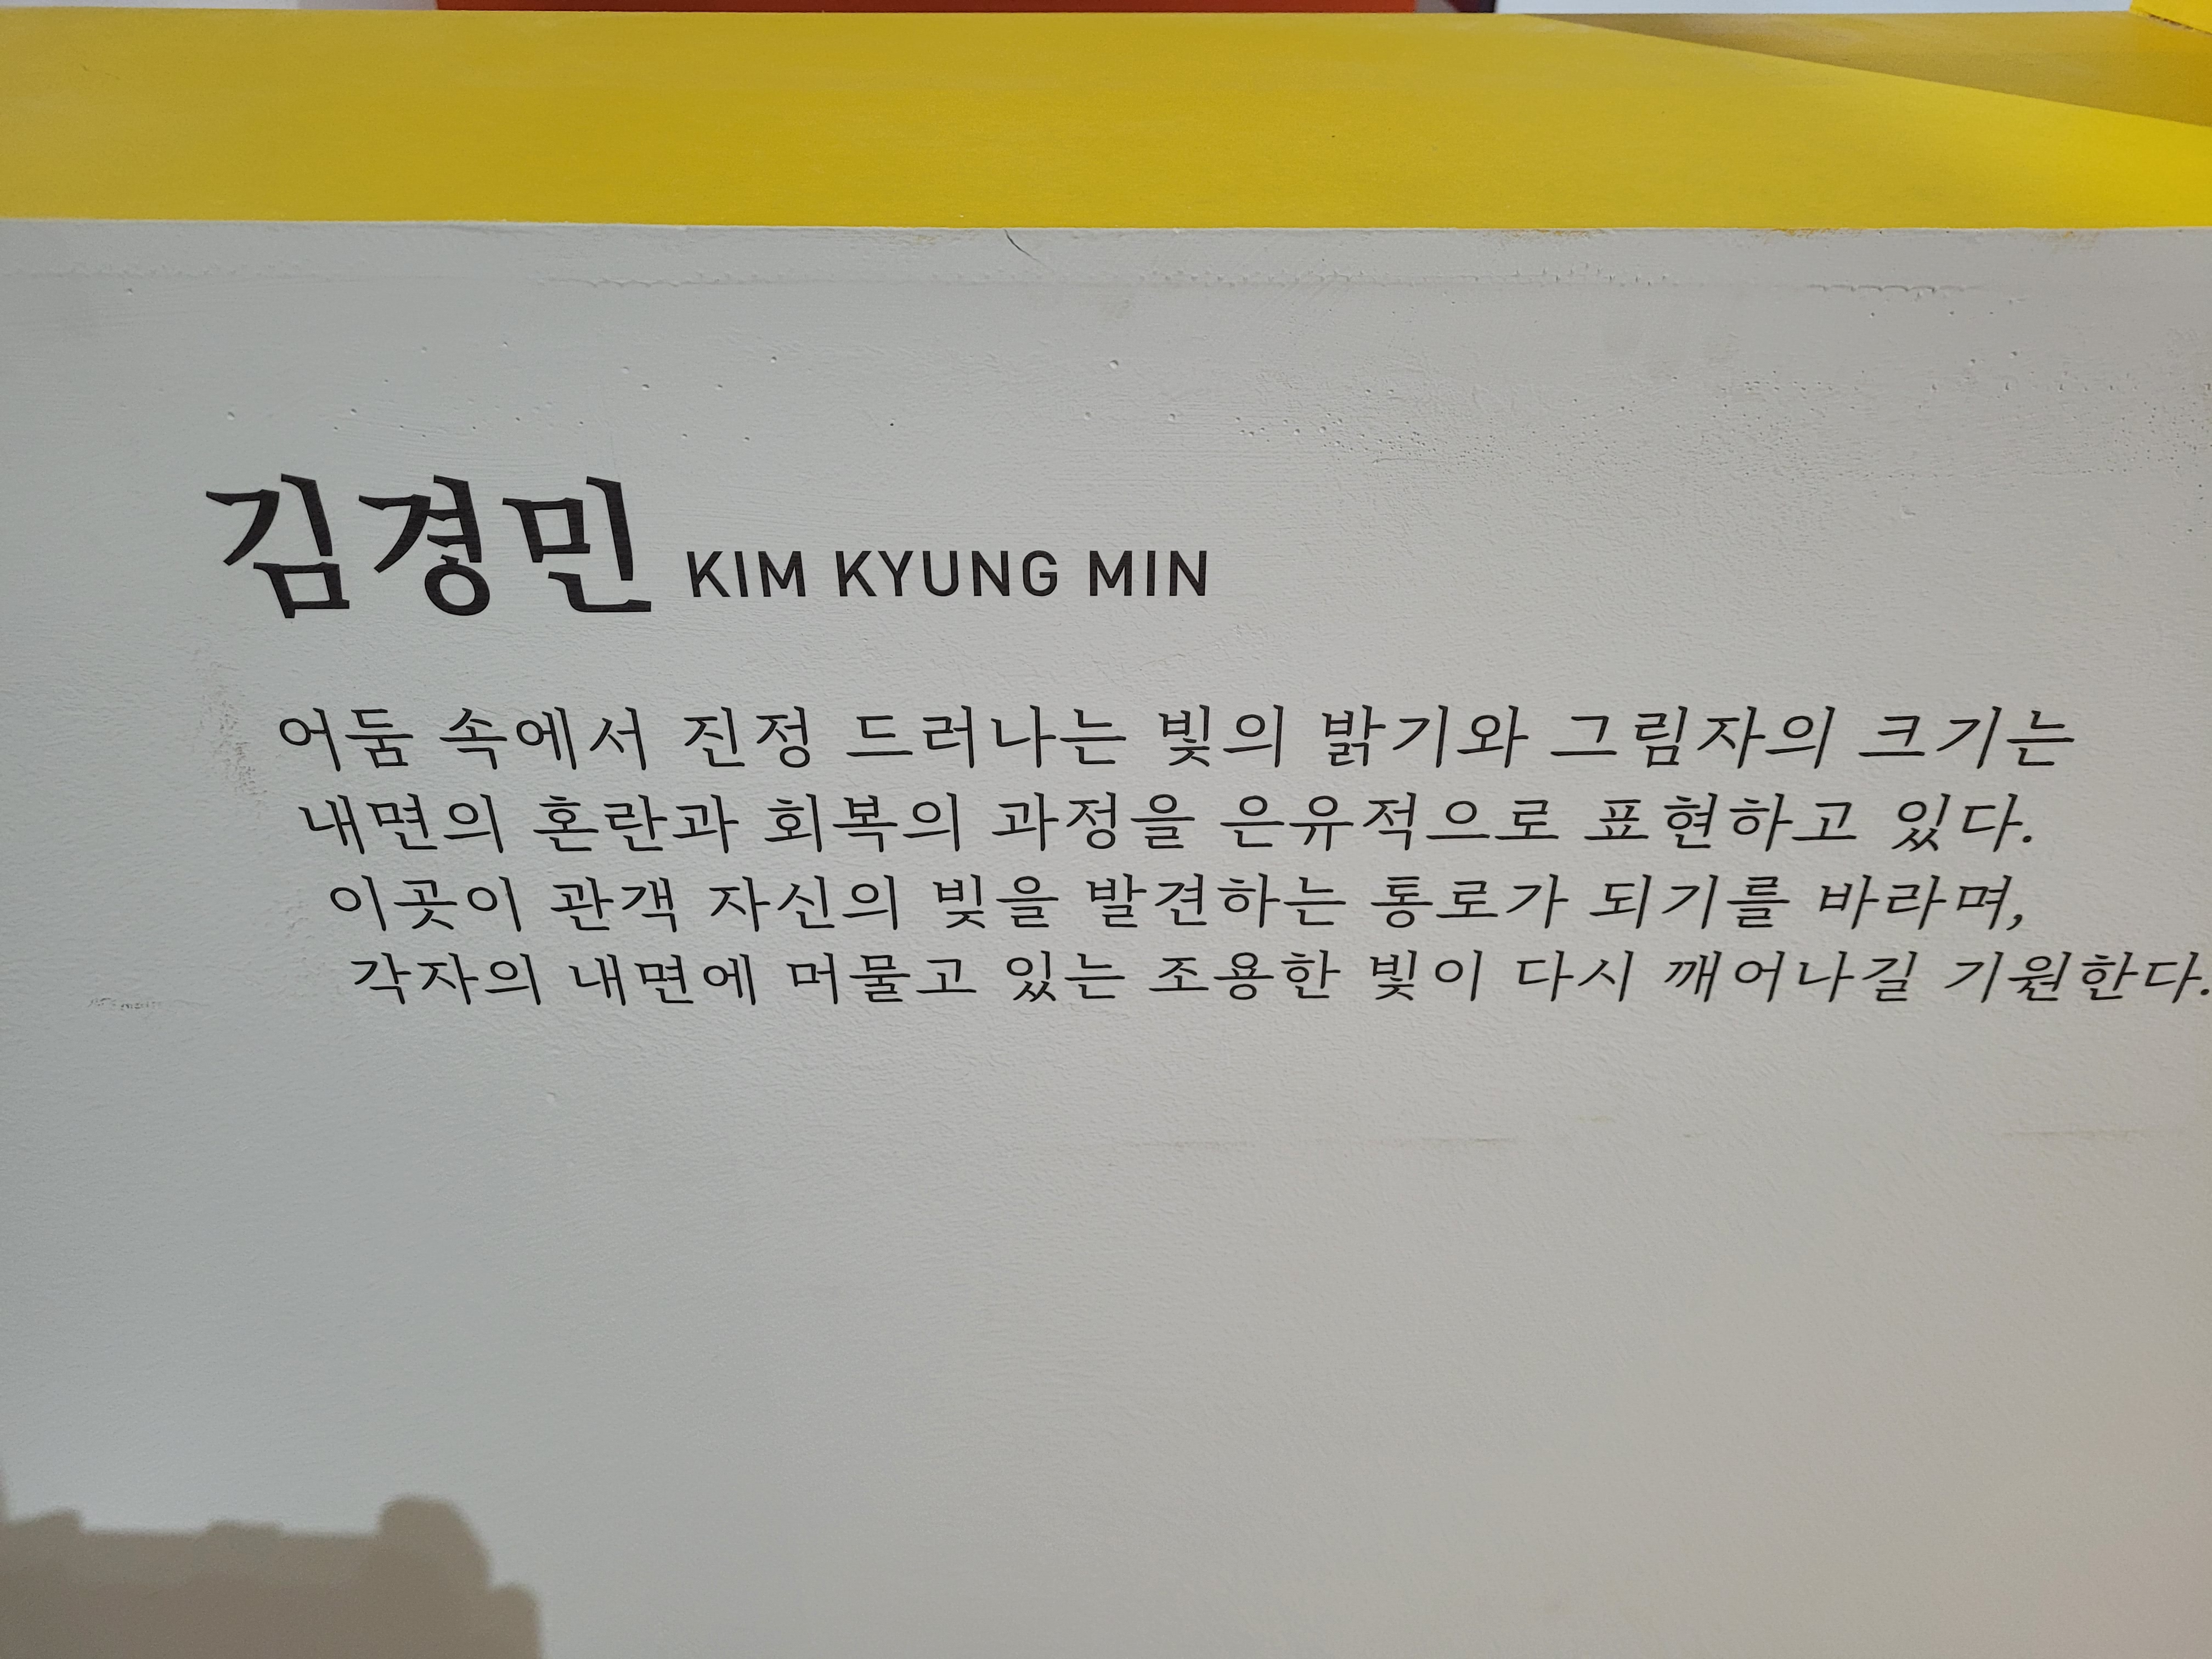 김경민 KIM KYUNG MIN
어둠 속에서 진정 드러나는 빛의 밝기와 그림자의 크기는
내면의 혼란과 회복의 과정을 은유적으로 표현하고 있다.
이곳이 관객 자신의 빛을 발견하는 통로가 되기를 바라며,
각자의 내면에 머물고 있는 조용한 빛이 다시 깨어나길 기원한다.